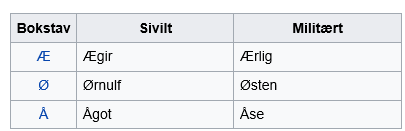 Bokstav Sivilt Militært
Æ Ægir Ærlig
Ø Ørnulf Østen
Å Ågot Åse